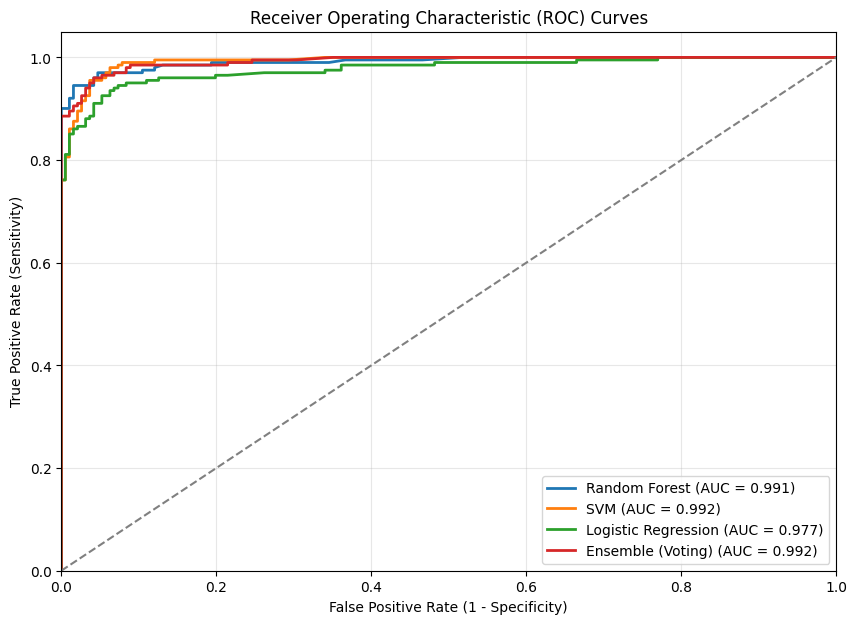 Receiver Operating Characteristic (ROC) Curves
True Positive Rate (Sensitivity)
1.0
0.8
0.6
0.4
0.2
0.0
0.0 0.2 0.4 0.6 0.8 1.0
False Positive Rate (1 - Specificity)
Random Forest (AUC = 0.991)
SVM (AUC = 0.992)
Logistic Regression (AUC = 0.977)
Ensemble (Voting) (AUC = 0.992)